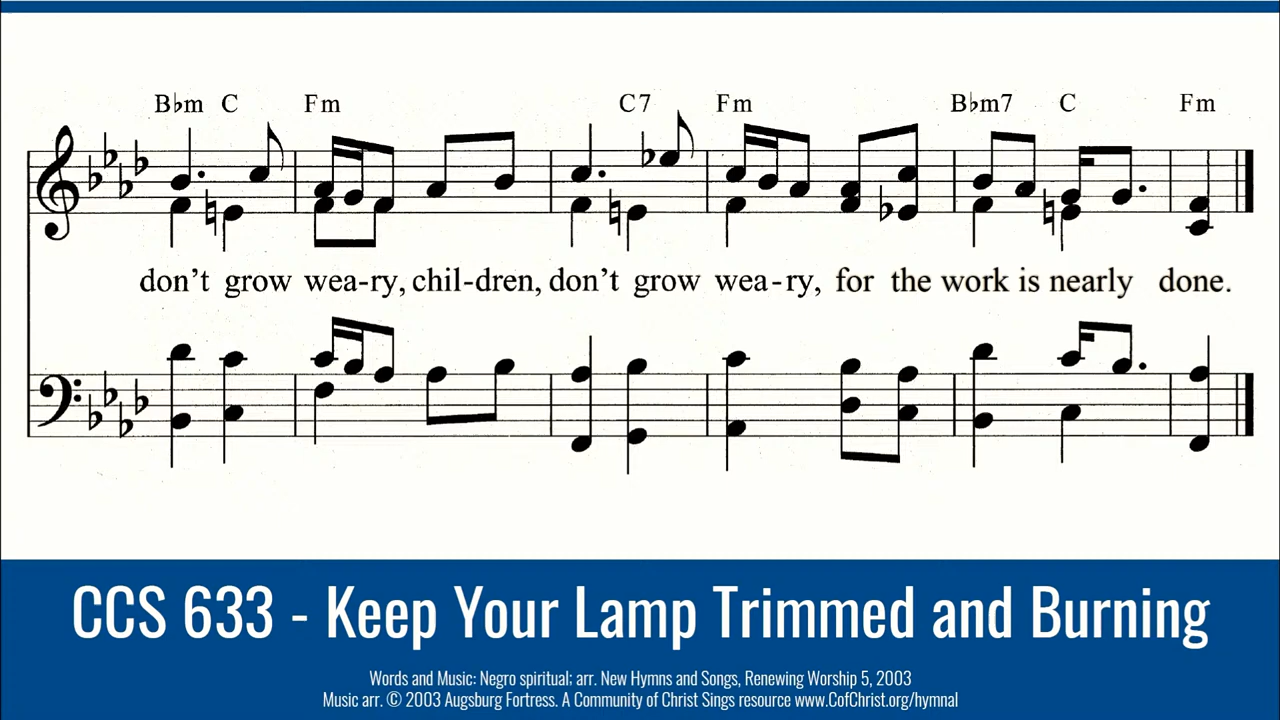 B♭m C Fm C7 Fm B♭m7 C Fm
don't grow wea-ry, chil-dren, don't grow wea-ry, for the work is nearly done.
CCS 633 - Keep Your Lamp Trimmed and Burning
Words and Music: Negro spiritual; arr. New Hymns and Songs, Renewing Worship 5, 2003
Music arr. © 2003 Augsburg Fortress. A Community of Christ Sings resource www.CofChrist.org/hymnal